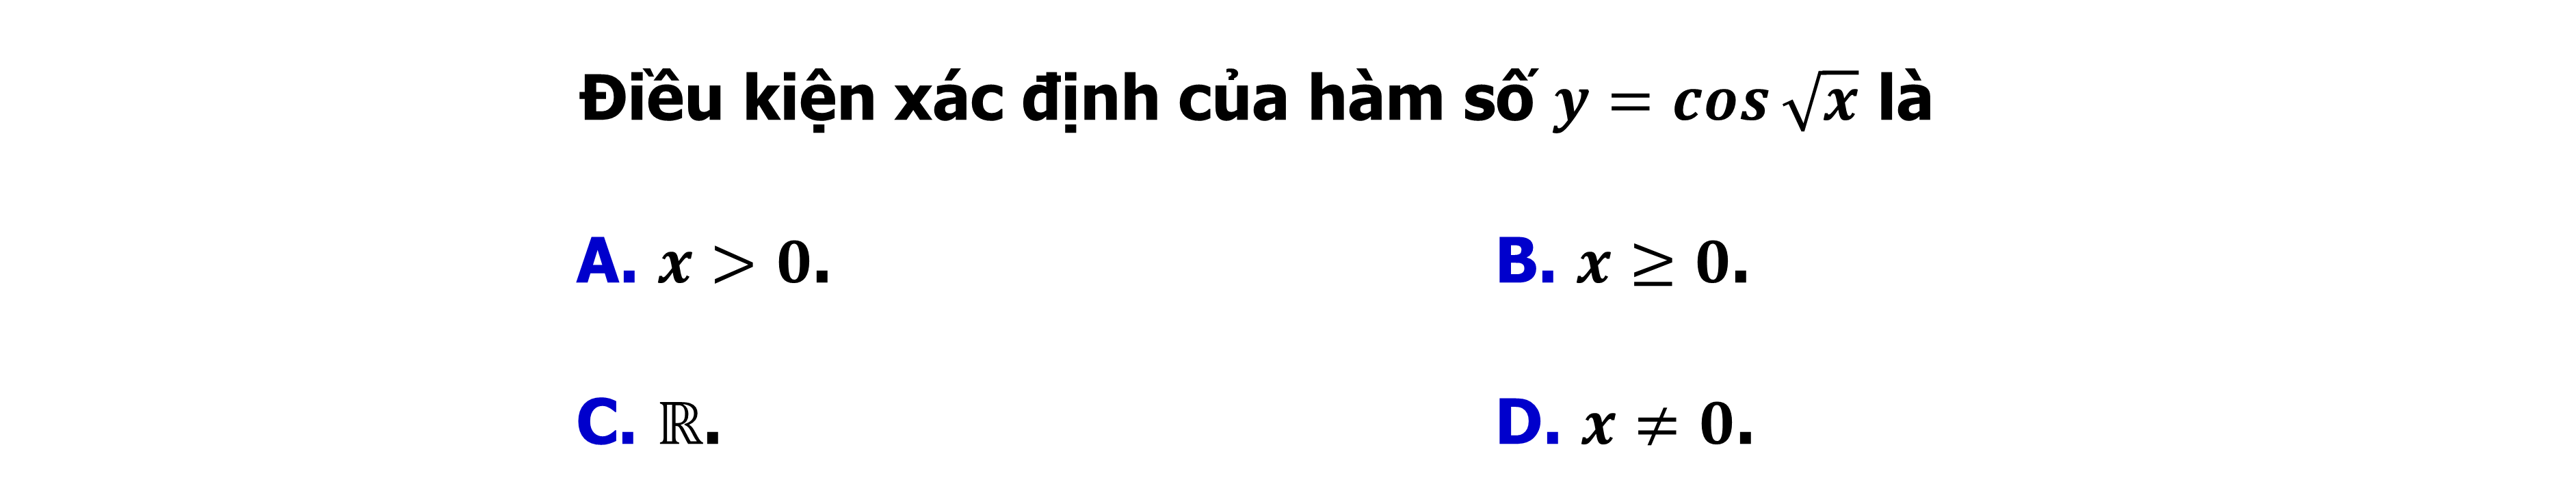 Điều kiện xác định của hàm số y = cos √x là
A. x > 0. B. x ≥ 0.
C. ℝ. D. x ≠ 0.